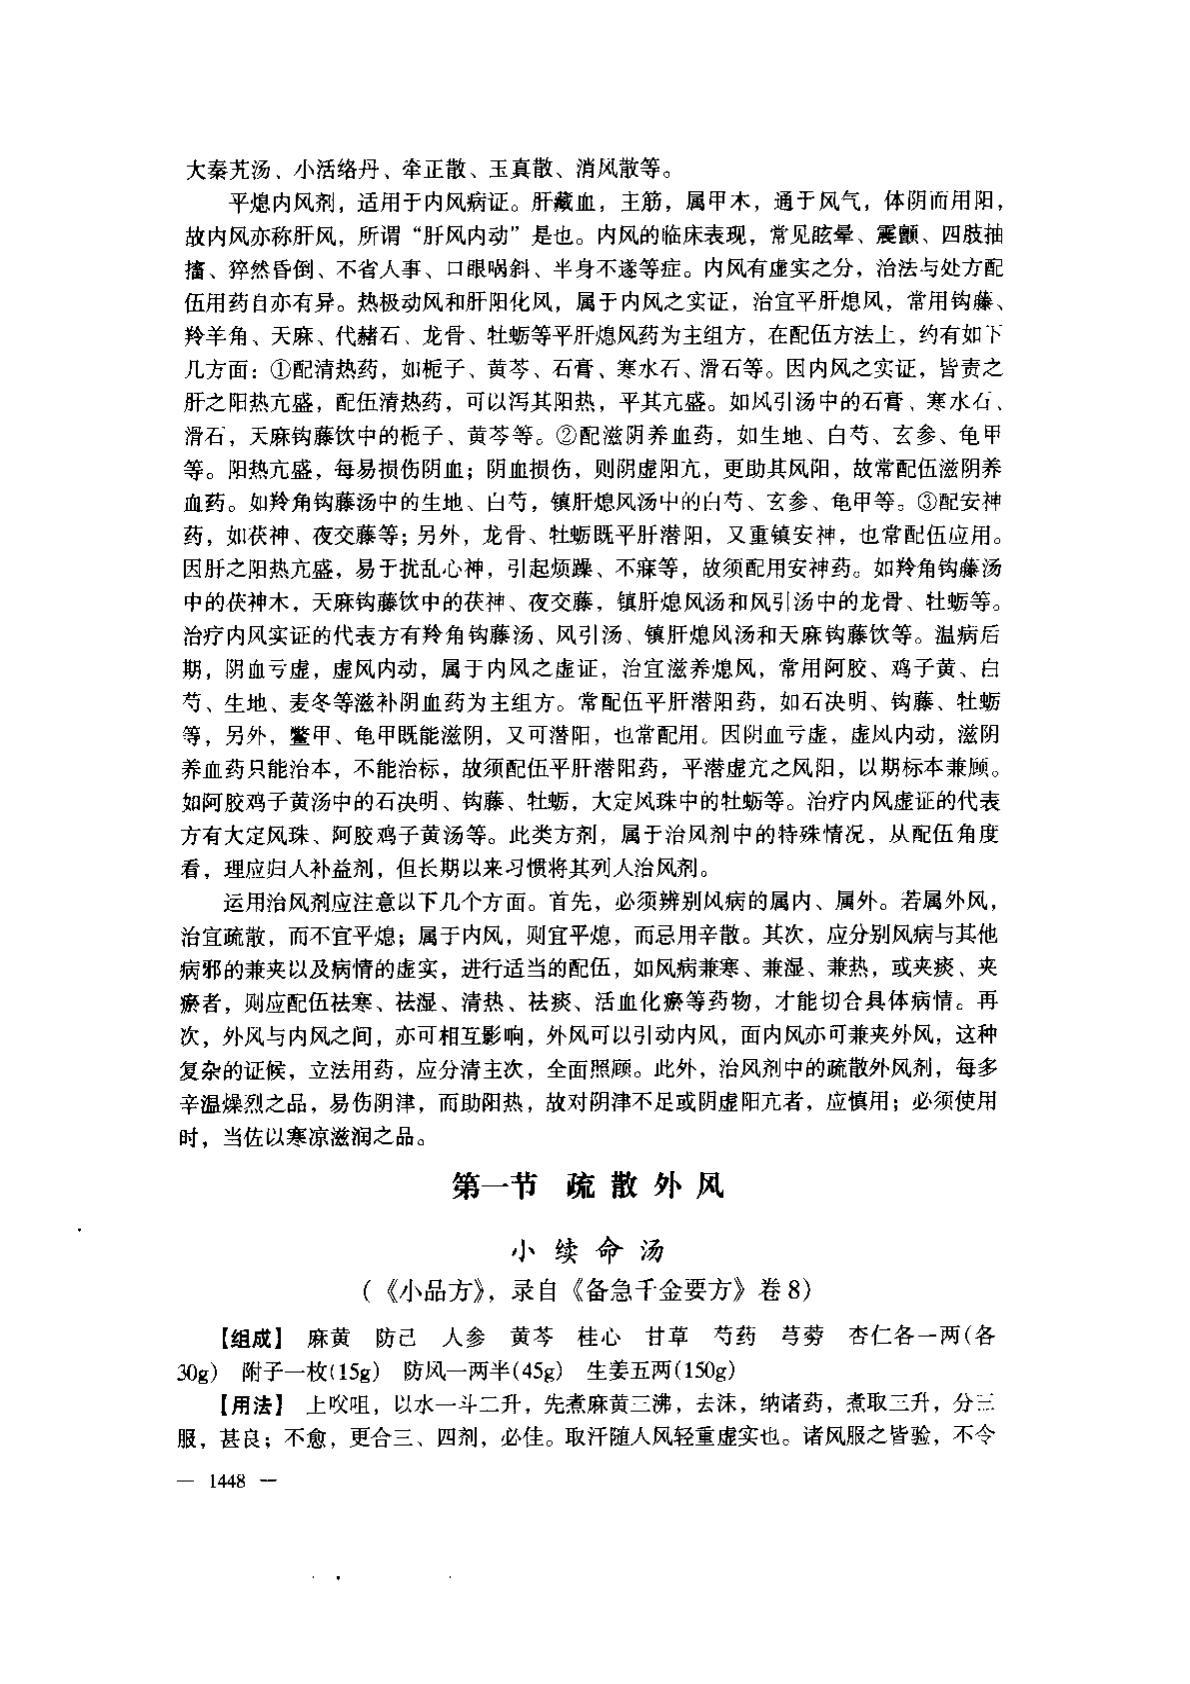 大秦艽汤、小活络丹、牵正散、玉真散、消风散等。
平熄内风剂，适用于内风病证。肝藏血，主筋，属甲木，通于风气，体阴而用阳，
故内风亦称肝风，所谓“肝风内动”是也。内风的临床表现，常见眩晕、震颤、四肢抽
搐、猝然昏倒、不省人事、口眼㖞斜、半身不遂等症。内风有虚实之分，治法与处方配
伍用药自亦有异。热极动风和肝阳化风，属于内风之实证，治宜平肝熄风，常用钩藤、
羚羊角、天麻、代赭石、龙骨、牡蛎等平肝熄风药为主组方，在配伍方法上，约有如下
几方面：①配清热药，如栀子、黄芩、石膏、寒水石、滑石等。因内风之实证，皆责之
肝之阳热亢盛，配伍清热药，可以泻其阳热，平其亢盛。如风引汤中的石膏、寒水石、
滑石，天麻钩藤饮中的栀子、黄芩等。②配滋阴养血药，如生地、白芍、玄参、龟甲
等。阳热亢盛，每易损伤阴血；阴血损伤，则阴虚阳亢，更助其风阳，故常配伍滋阴养
血药。如羚角钩藤汤中的生地、白芍，镇肝熄风汤中的白芍、玄参、龟甲等。③配安神
药，如茯神、夜交藤等；另外，龙骨、牡蛎既平肝潜阳，又重镇安神，也常配伍应用。
因肝之阳热亢盛，易于扰乱心神，引起烦躁、不寐等，故须配用安神药。如羚角钩藤汤
中的茯神木，天麻钩藤饮中的茯神、夜交藤，镇肝熄风汤和风引汤中的龙骨、牡蛎等。
治疗内风实证的代表方有羚角钩藤汤、风引汤、镇肝熄风汤和天麻钩藤饮等。温病后
期，阴血亏虚，虚风内动，属于内风之虚证，治宜滋养熄风，常用阿胶、鸡子黄、白
芍、生地、麦冬等滋补阴血药为主组方。常配伍平肝潜阳药，如石决明、钩藤、牡蛎
等，另外，鳖甲、龟甲既能滋阴，又可潜阳，也常配用。因阴血亏虚，虚风内动，滋阴
养血药只能治本，不能治标，故须配伍平肝潜阳药，平潜虚亢之风阳，以期标本兼顾。
如阿胶鸡子黄汤中的石决明、钩藤、牡蛎，大定风珠中的牡蛎等。治疗内风虚证的代表
方有大定风珠、阿胶鸡子黄汤等。此类方剂，属于治风剂中的特殊情况，从配伍角度
看，理应归人补益剂，但长期以来习惯将其列人治风剂。
运用治风剂应注意以下几个方面。首先，必须辨别风病的属内、属外。若属外风，
治宜疏散，而不宜平熄；属于内风，则宜平熄，而忌用辛散。其次，应分别风病与其他
病邪的兼夹以及病情的虚实，进行适当的配伍，如风病兼寒、兼湿、兼热，或夹痰、夹
瘀者，则应配伍祛寒、祛湿、清热、祛痰、活血化瘀等药物，才能切合具体病情。再
次，外风与内风之间，亦可相互影响，外风可以引动内风，面内风亦可兼夹外风，这种
复杂的证候，立法用药，应分清主次，全面照顾。此外，治风剂中的疏散外风剂，每多
辛温燥烈之品，易伤阴津，而助阳热，故对阴津不足或阴虚阳亢者，应慎用；必须使用
时，当佐以寒凉滋润之品。
第一节 疏散外风
小续命汤
（《小品方》，录自《备急千金要方》卷8）
【组成】 麻黄 防己 人参 黄芩 桂心 甘草 芍药 芎䓖 杏仁各一两(各
30g) 附子一枚(15g) 防风一两半(45g) 生姜五两(150g)
【用法】 上㕮咀，以水一斗二升，先煮麻黄三沸，去沫，纳诸药，煮取三升，分三
服，甚良；不愈，更合三、四剂，必佳。取汗随人风轻重虚实也。诸风服之皆验，不令
— 1448 —